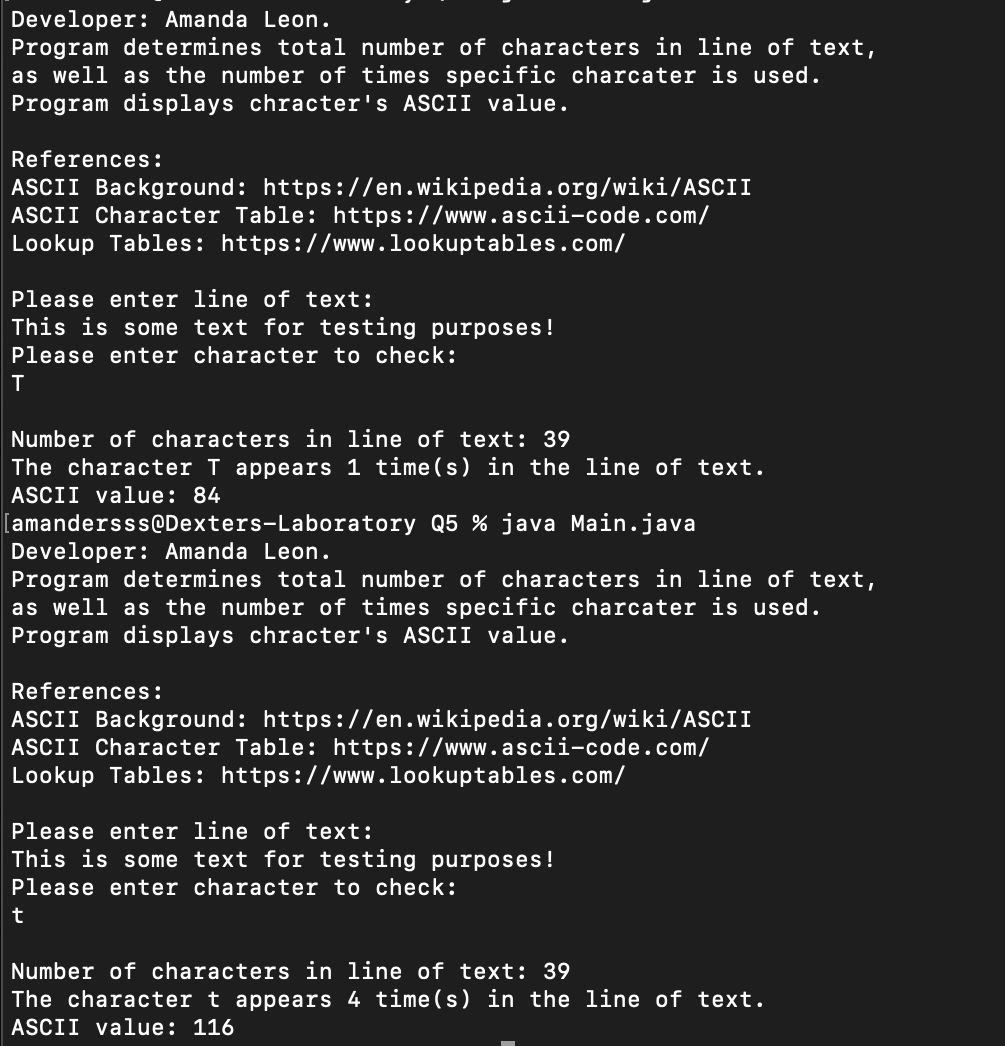 Developer: Amanda Leon.
Program determines total number of characters in line of text,
as well as the number of times specific charcater is used.
Program displays chracter's ASCII value.

References:
ASCII Background: https://en.wikipedia.org/wiki/ASCII
ASCII Character Table: https://www.ascii-code.com/
Lookup Tables: https://www.lookuptables.com/

Please enter line of text:
This is some text for testing purposes!
Please enter character to check:
T

Number of characters in line of text: 39
The character T appears 1 time(s) in the line of text.
ASCII value: 84
[amandersss@Dexters-Laboratory Q5 % java Main.java
Developer: Amanda Leon.
Program determines total number of characters in line of text,
as well as the number of times specific charcater is used.
Program displays chracter's ASCII value.

References:
ASCII Background: https://en.wikipedia.org/wiki/ASCII
ASCII Character Table: https://www.ascii-code.com/
Lookup Tables: https://www.lookuptables.com/

Please enter line of text:
This is some text for testing purposes!
Please enter character to check:
t

Number of characters in line of text: 39
The character t appears 4 time(s) in the line of text.
ASCII value: 116